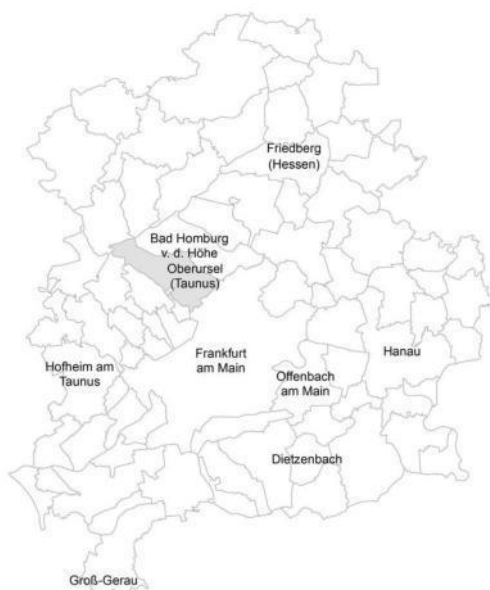 Friedberg
(Hessen)
Bad Homburg
v. d. Höhe
Oberursel
(Taunus)
Frankfurt
am Main
Hanau
Hofheim am
Taunus
Offenbach
am Main
Dietzenbach
Groß-Gerau